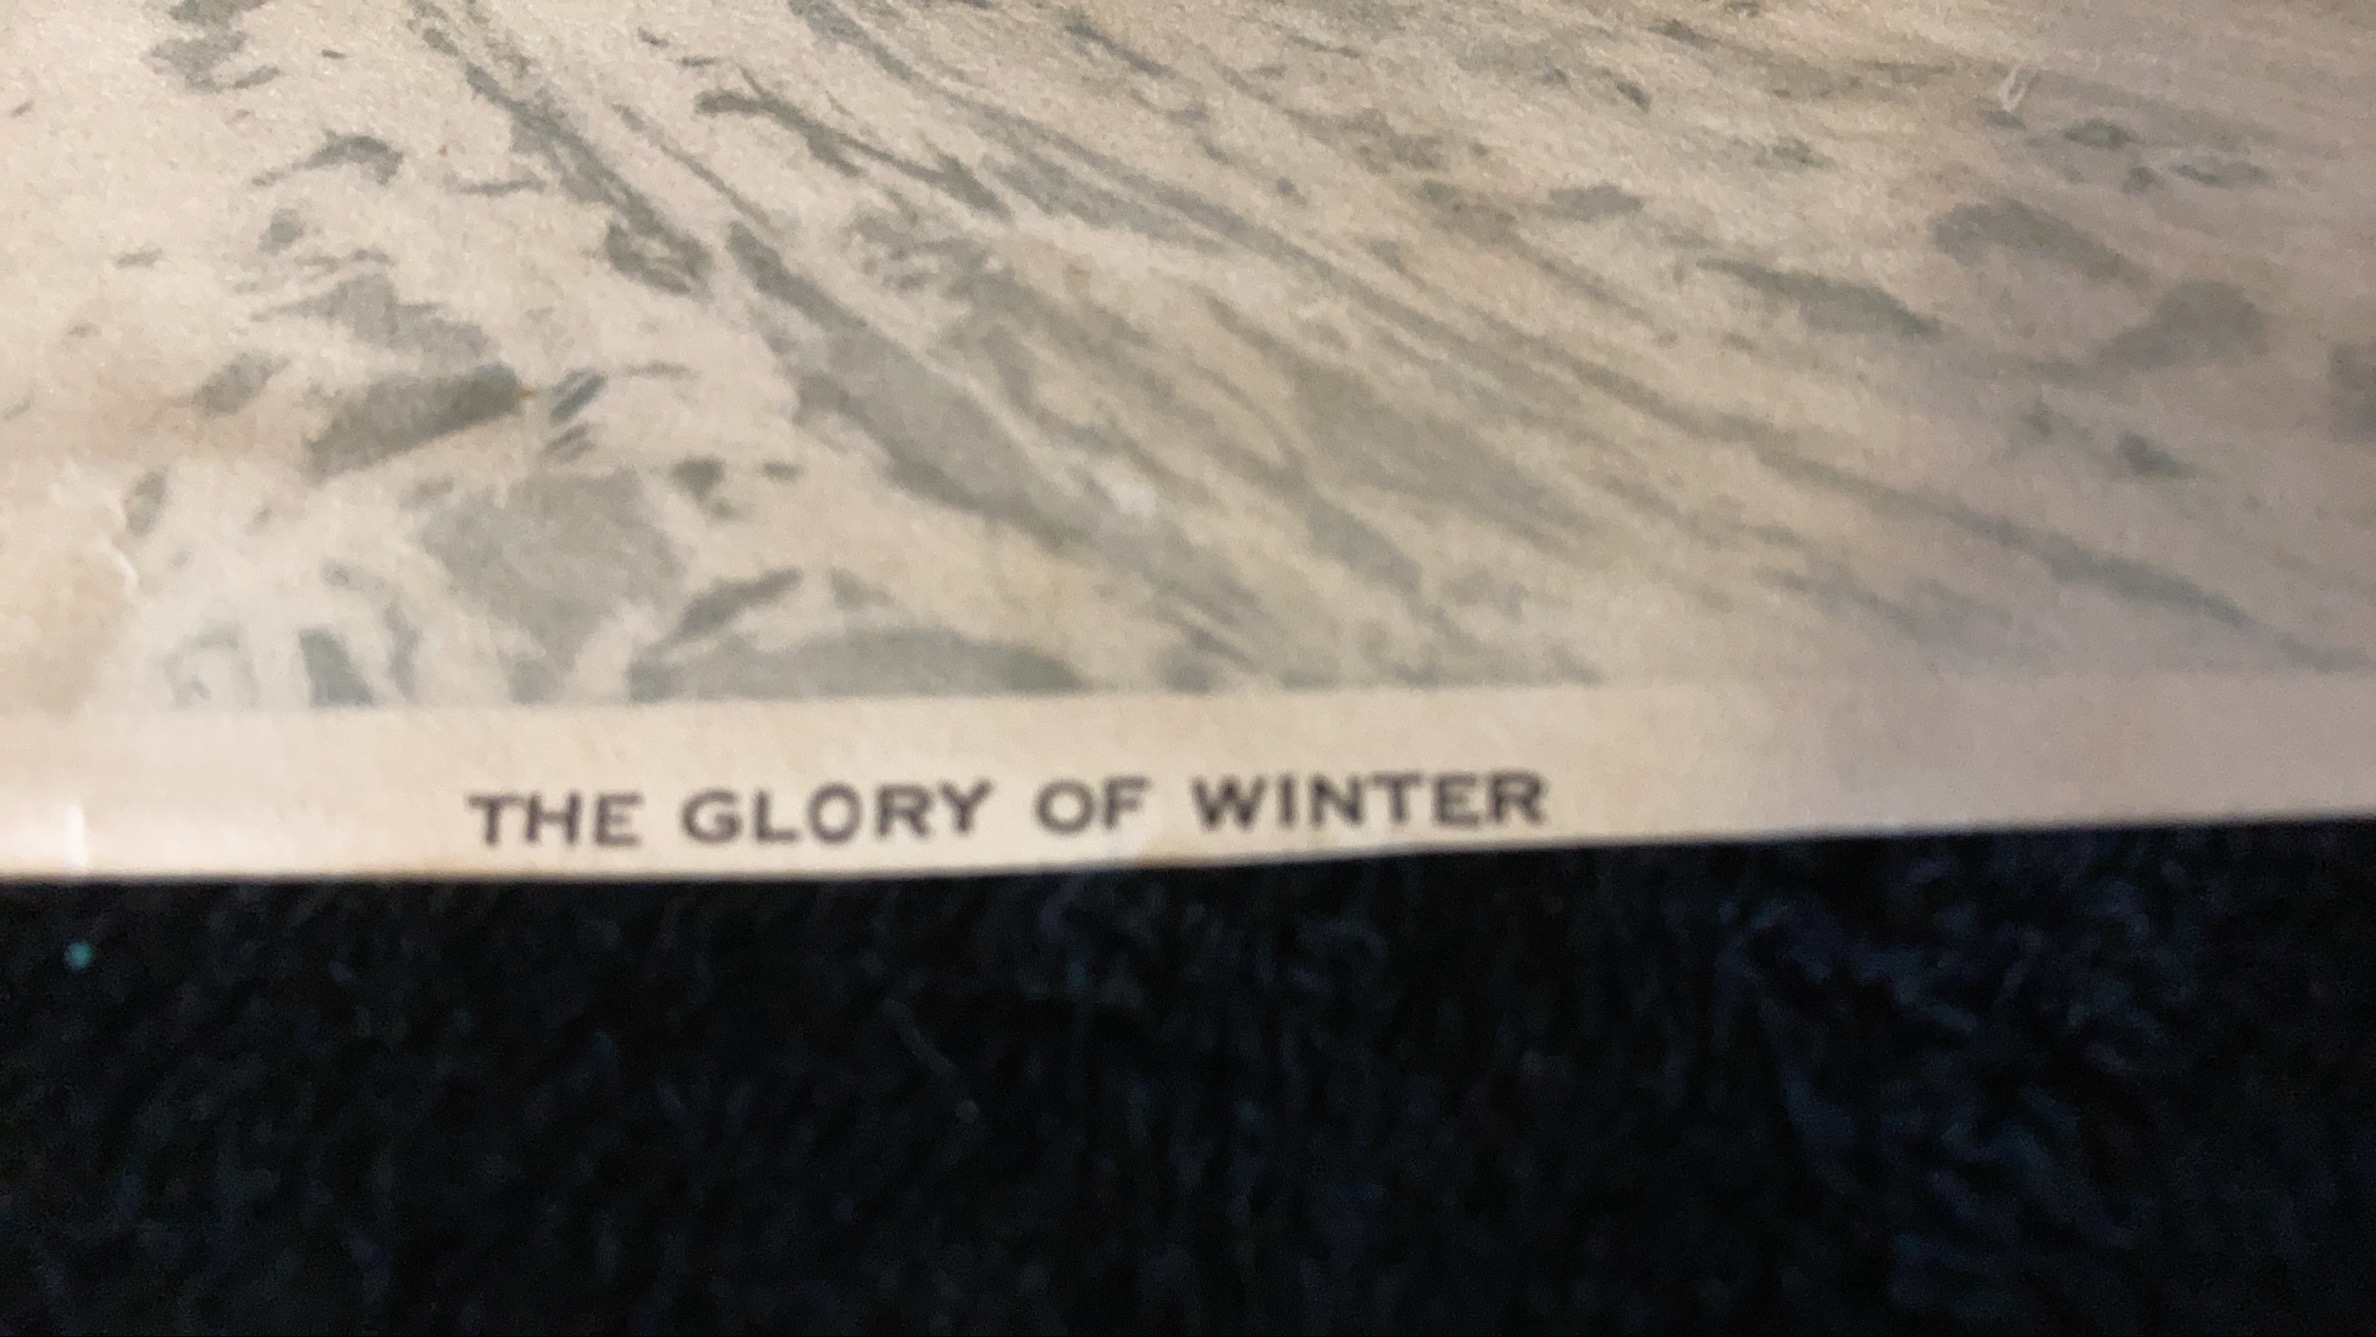 THE GLORY OF WINTER